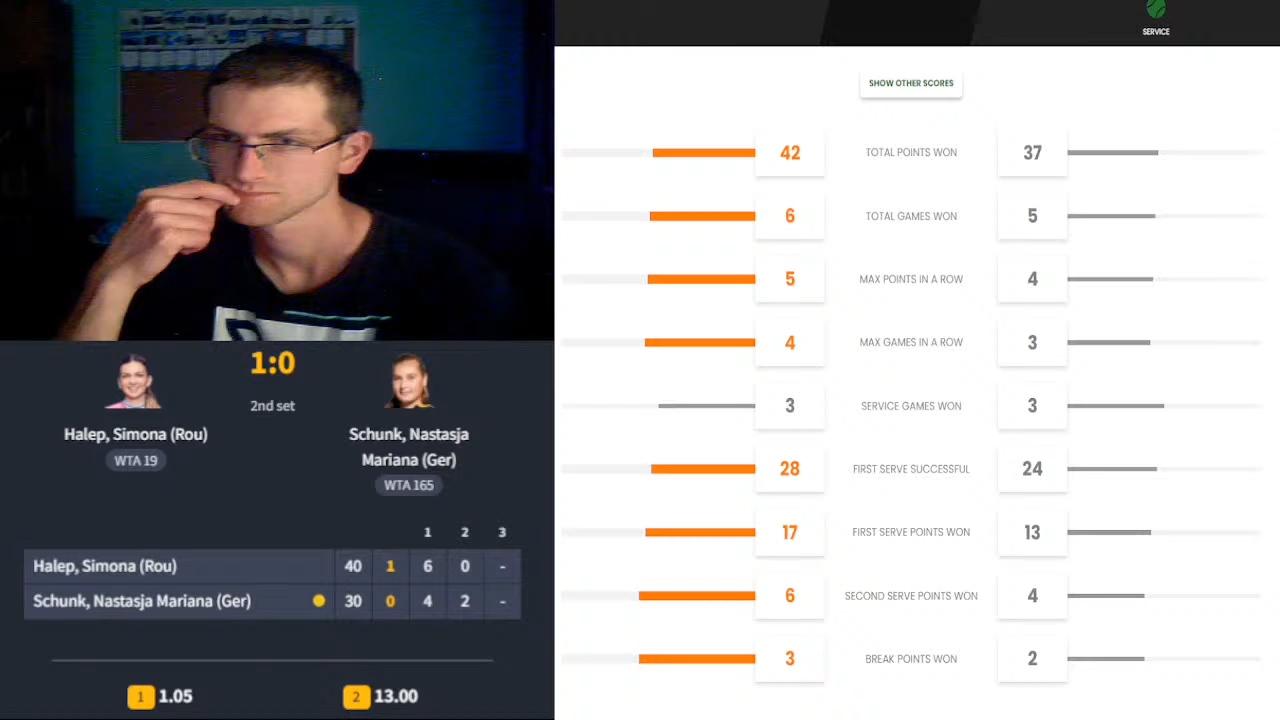 SERVICE
SHOW OTHER SCORES
42 TOTAL POINTS WON 37
6 TOTAL GAMES WON 5
5 MAX POINTS IN A ROW 4
4 MAX GAMES IN A ROW 3
3 SERVICE GAMES WON 3
28 FIRST SERVE SUCCESSFUL 24
17 FIRST SERVE POINTS WON 13
6 SECOND SERVE POINTS WON 4
3 BREAK POINTS WON 2
1:0
2nd set
Halep, Simona (Rou)
WTA 19
Schunk, Nastasja
Mariana (Ger)
WTA 165
1 2 3
Halep, Simona (Rou) 40 1 6 0 -
Schunk, Nastasja Mariana (Ger) 30 0 4 2 -
1 1.05
2 13.00